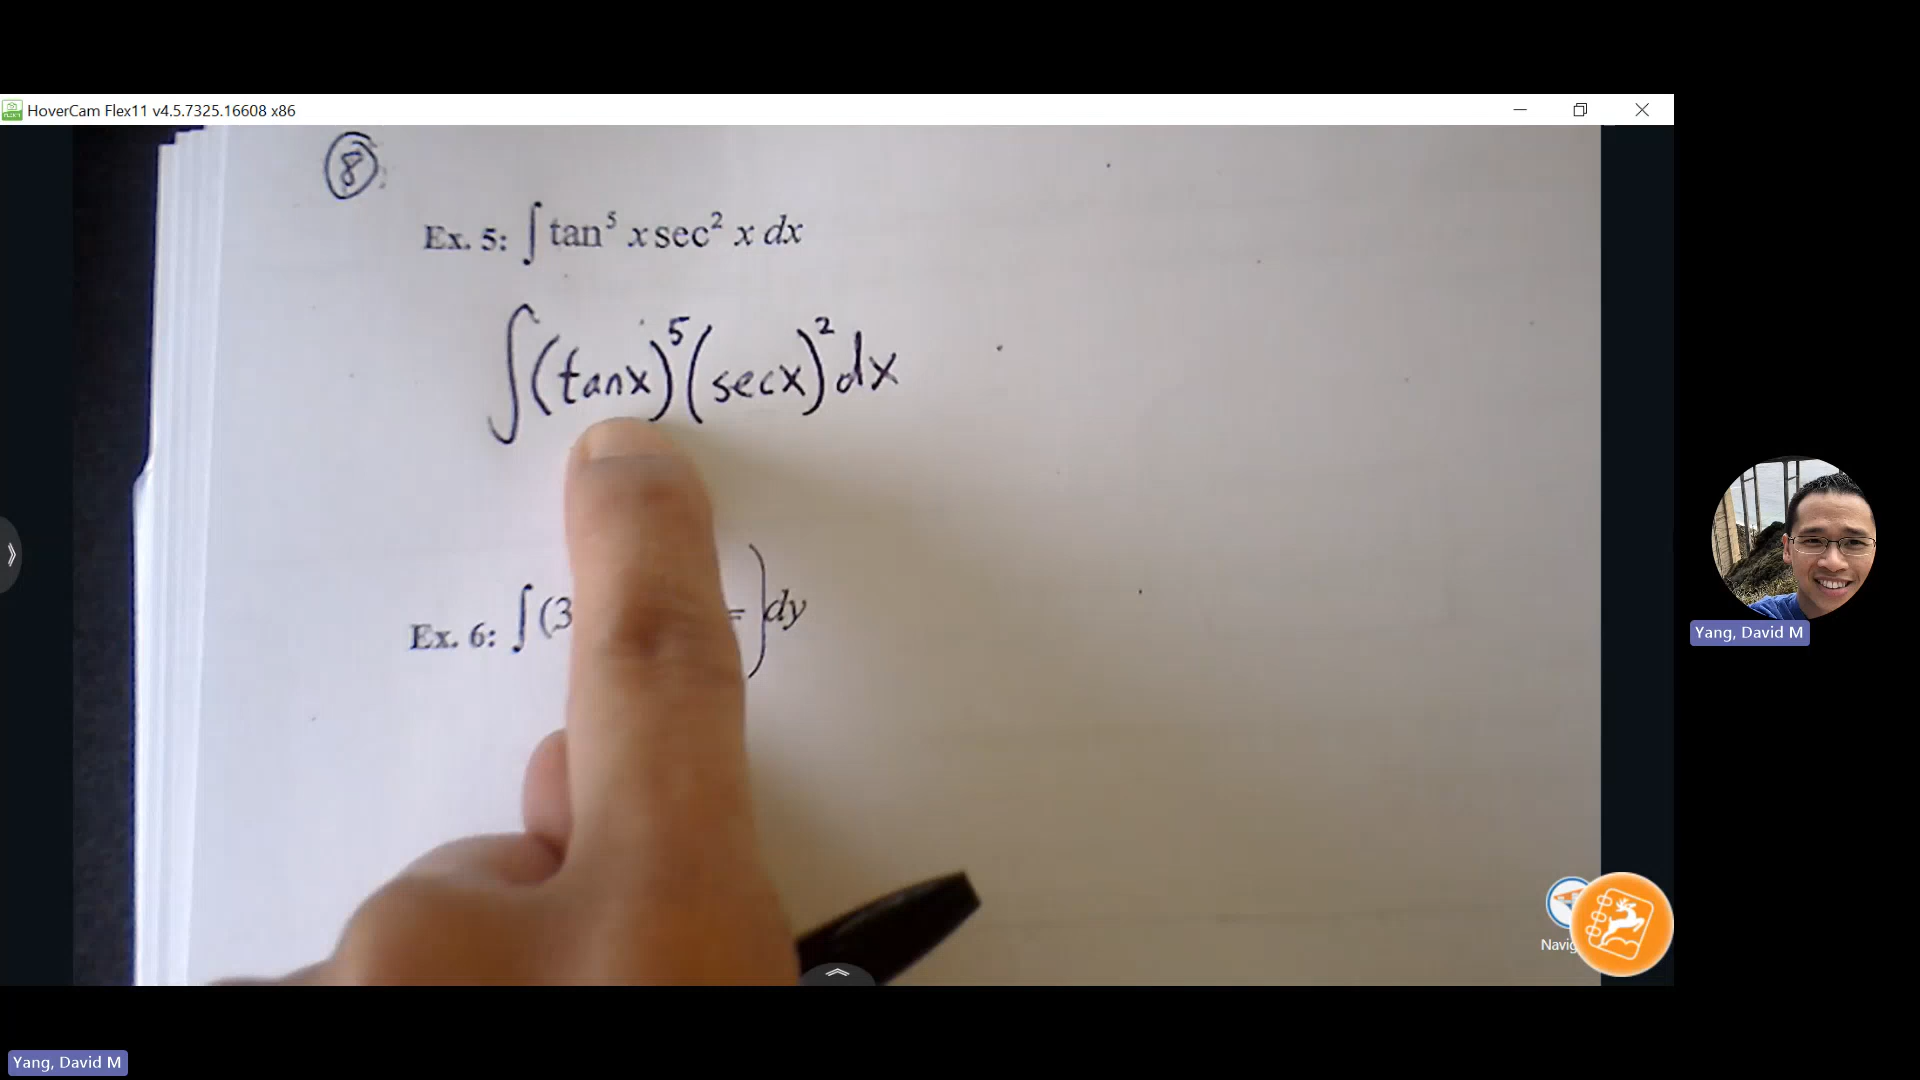 HoverCam Flex11 v4.5.7325.16608 x86
8
Ex. 5: ∫ tan⁵ x sec² x dx
∫(tanx)⁵(secx)²dx
Ex. 6: ∫(3 )dy
Yang, David M
Yang, David M